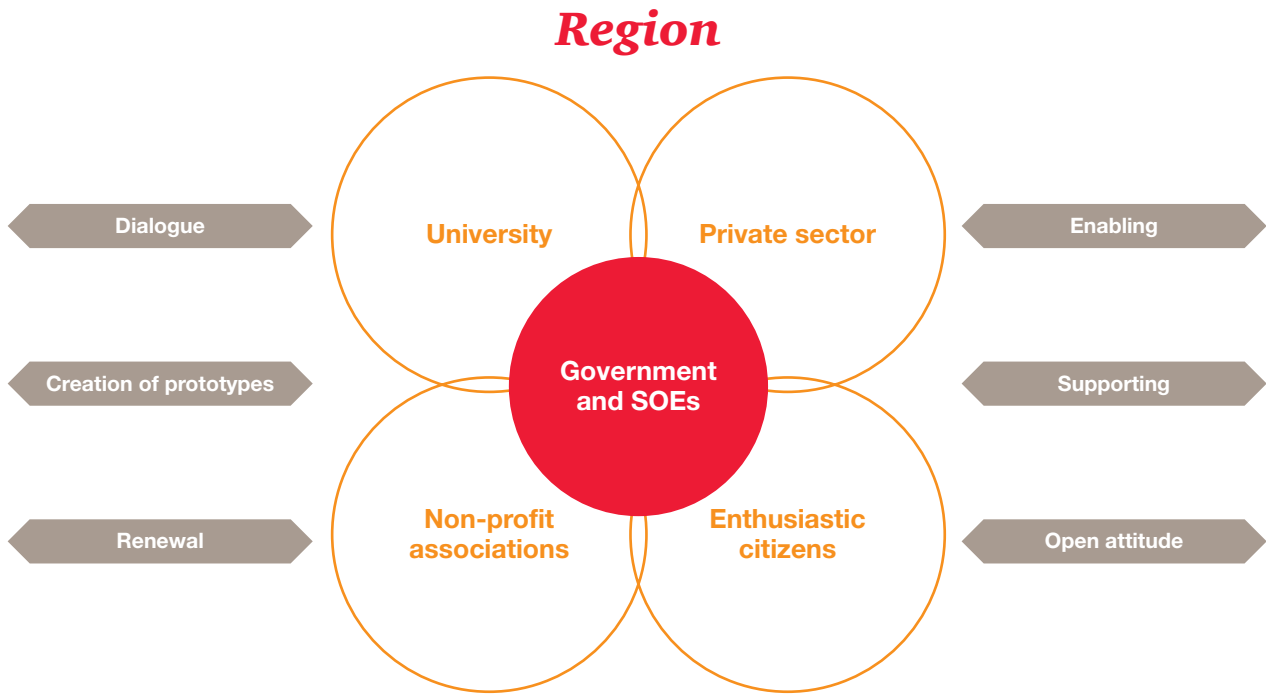 Region
Dialogue
University
Private sector
Enabling
Creation of prototypes
Government
and SOEs
Supporting
Renewal
Non-profit
associations
Enthusiastic
citizens
Open attitude